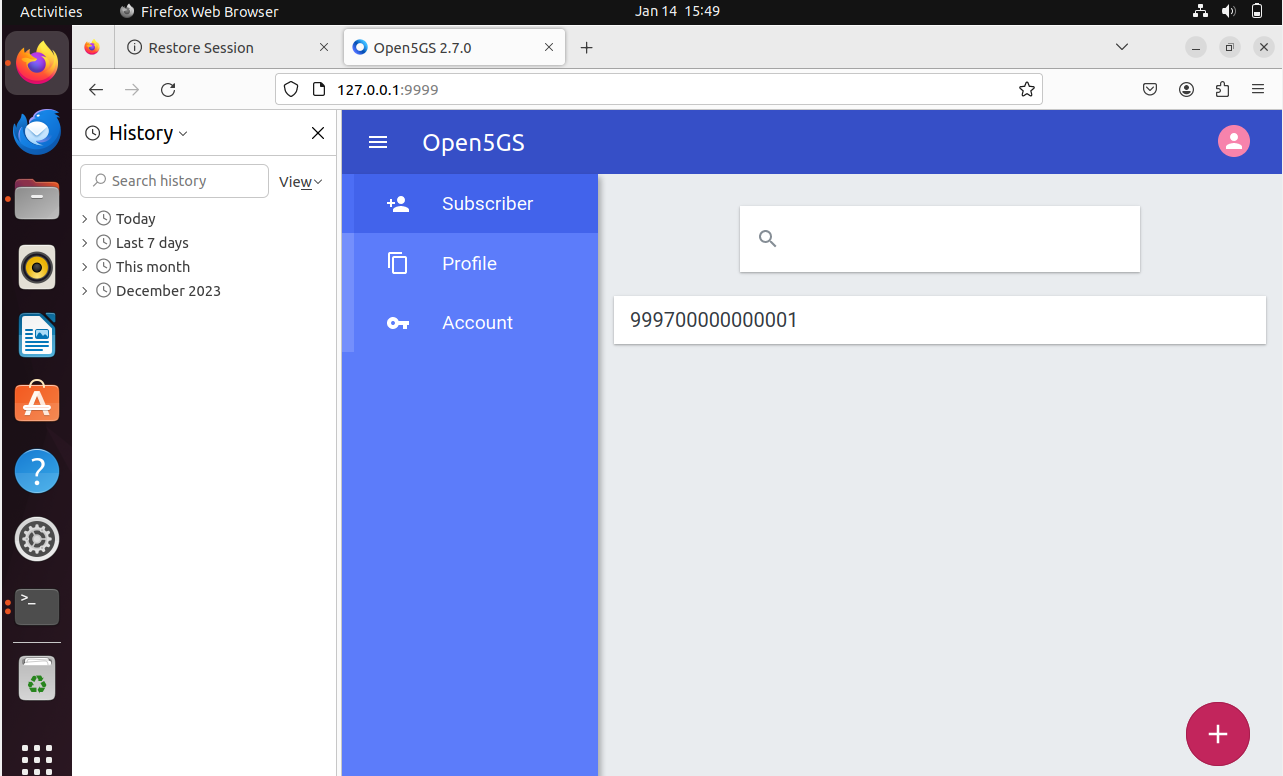 Activities
Firefox Web Browser
Jan 14 15:49
Restore Session
Open5GS 2.7.0
127.0.0.1:9999
History
Search history
View
Today
Last 7 days
This month
December 2023
Open5GS
Subscriber
Profile
Account
999700000000001